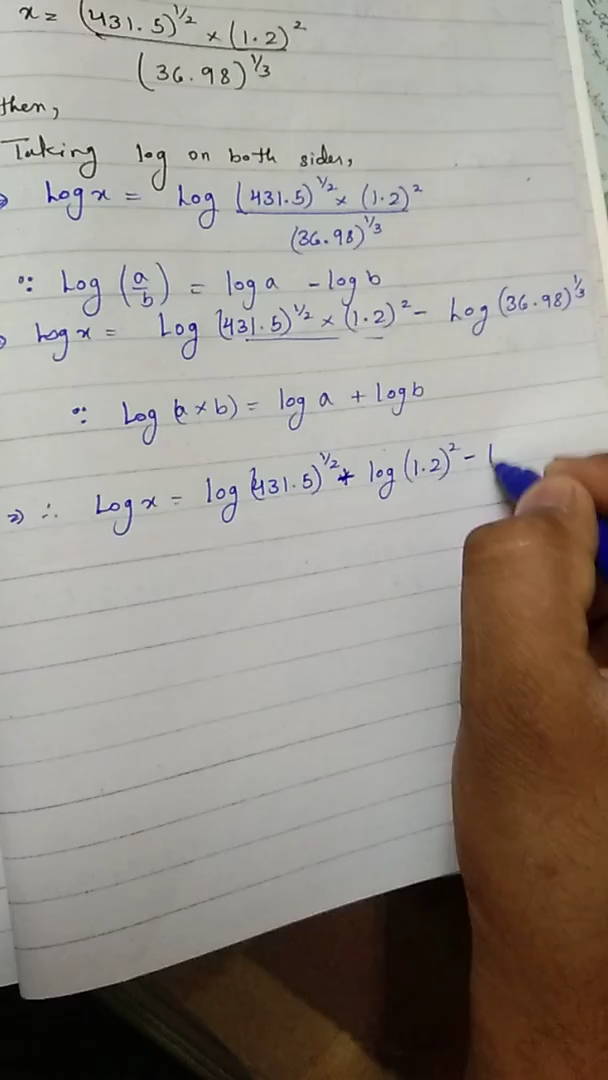 x = (431.5)^1/2 × (1.2)^2
(36.98)^1/3
then,
Taking log on both sides,
Log x = Log (431.5)^1/2 × (1.2)^2
(36.98)^1/3
∵ Log (a/b) = log a - log b
log x = Log (431.5)^1/2 × (1.2)^2 - Log (36.98)^1/3
∵ Log (a × b) = log a + log b
⇒ ∴ Log x = log (431.5)^1/2 + log (1.2)^2 - l